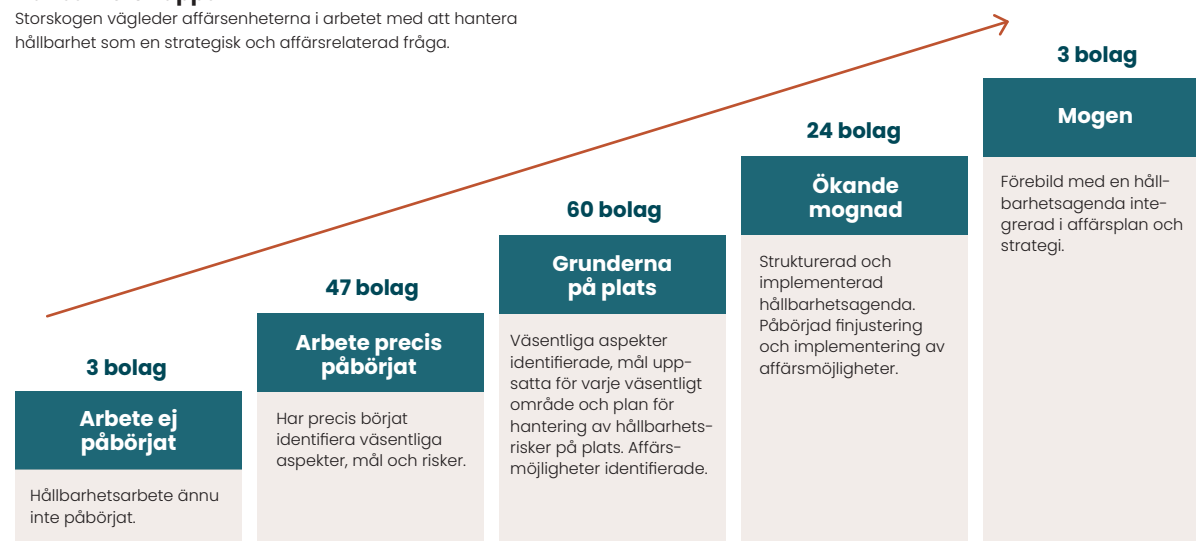 Storskogen vägleder affärsenheterna i arbetet med att hantera
hållbarhet som en strategisk och affärsrelaterad fråga.
3 bolag
Arbete ej
påbörjat
Hållbarhetsarbete ännu
inte påbörjat.
47 bolag
Arbete precis
påbörjat
Har precis börjat
identifiera väsentliga
aspekter, mål och risker.
60 bolag
Grunderna
på plats
Väsentliga aspekter
identifierade, mål upp-
satta för varje väsentligt
område och plan för
hantering av hållbarhets-
risker på plats. Affärs-
möjligheter identifierade.
24 bolag
Ökande
mognad
Strukturerad och
implementerad
hållbarhetsagenda.
Påbörjad finjustering
och implementering av
affärsmöjligheter.
3 bolag
Mogen
Förebild med en håll-
barhetsagenda inte-
grerad i affärsplan och
strategi.